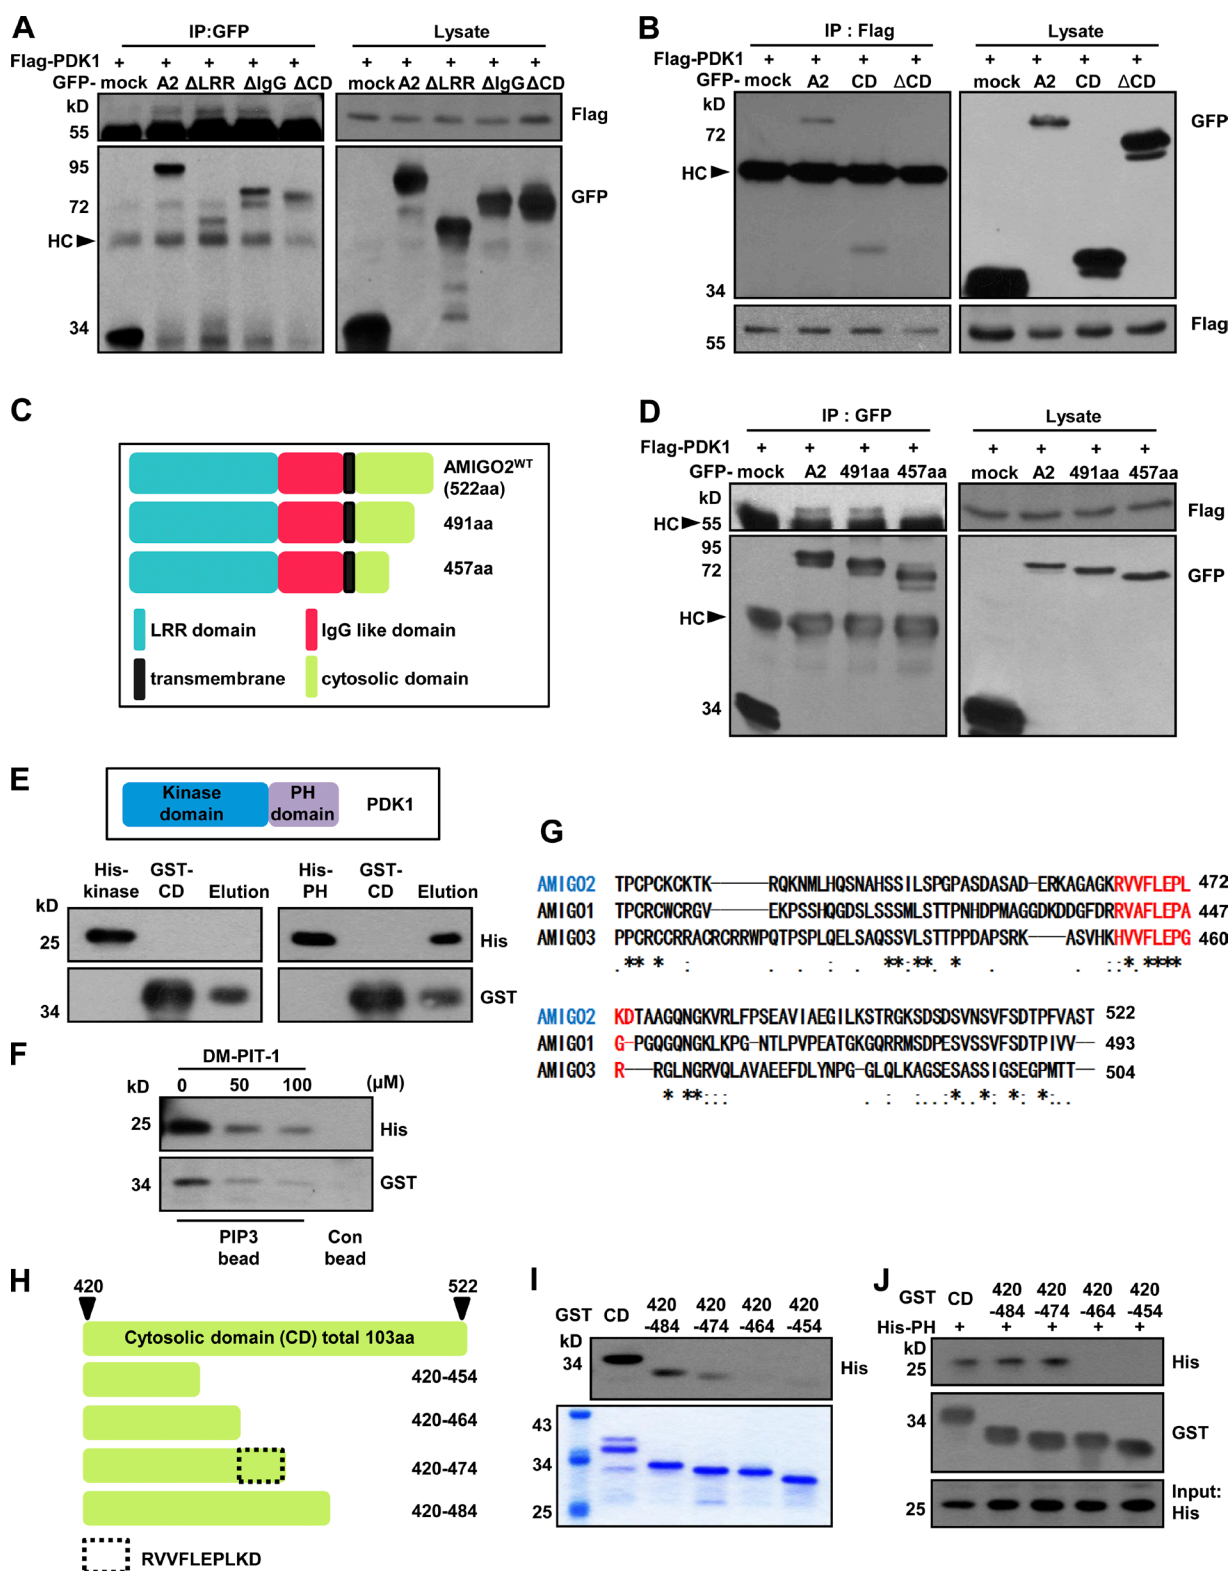 A
IP:GFP
Lysate
Flag-PDK1 + + + + + + + + + +
GFP- mock A2 ΔLRR ΔIgG ΔCD mock A2 ΔLRR ΔIgG ΔCD
kD
55
Flag
95
72
HC
34
GFP
B
IP : Flag
Lysate
Flag-PDK1 + + + + + + + +
GFP- mock A2 CD ΔCD mock A2 CD ΔCD
kD
72
HC
34
GFP
55
Flag
C
AMIGO2WT
(522aa)
491aa
457aa
LRR domain
IgG like domain
transmembrane
cytosolic domain
D
IP : GFP
Lysate
Flag-PDK1 + + + + + + + +
GFP- mock A2 491aa 457aa mock A2 491aa 457aa
kD
HC 55
Flag
95
72
HC
34
GFP
E
Kinase domain
PH domain
PDK1
His-kinase GST-CD Elution
His-PH GST-CD Elution
kD
25
His
34
GST
F
DM-PIT-1
0 50 100 (μM)
kD
25
His
34
GST
PIP3 bead
Con bead
G
AMIGO2 TPCPCKCKTK------RQKNMLHQSNAHSSILSPGPASDASAD-ERKAGAGKRVVFLEPL 472
AMIGO1 TPCRCWCRGV------EKPSSHQGDSLSSSMLSTTPNHDPMAGGDKDDGFDRRVAFLEPA 447
AMIGO3 PPCRCCRRACRCRRWPQTPSPLQELSAQSSVLSTTPPDAPSRK----ASVHKHVVFLEPG 460
AMIGO2 KDTAAGQNGKVRLFPSEAVIAEGILKSTRGKSDSDSVNSVFSDTPFVAST 522
AMIGO1 G-PGQGQNGKLKPG-NTLPVPEATGKGQRRMSDPESVSSVFSDTPIVV-- 493
AMIGO3 R---RGLNGRVQLAVAEEFDLYNPG-GLQLKAGSESASSIGSEGPMTT-- 504
H
420 522
Cytosolic domain (CD) total 103aa
420-454
420-464
420-474
420-484
RVVFLEPLKD
I
GST CD 420-484 420-474 420-464 420-454
kD
34
His
43
34
25
J
GST CD 420-484 420-474 420-464 420-454
His-PH + + + + +
kD
25
His
34
GST
25
Input: His